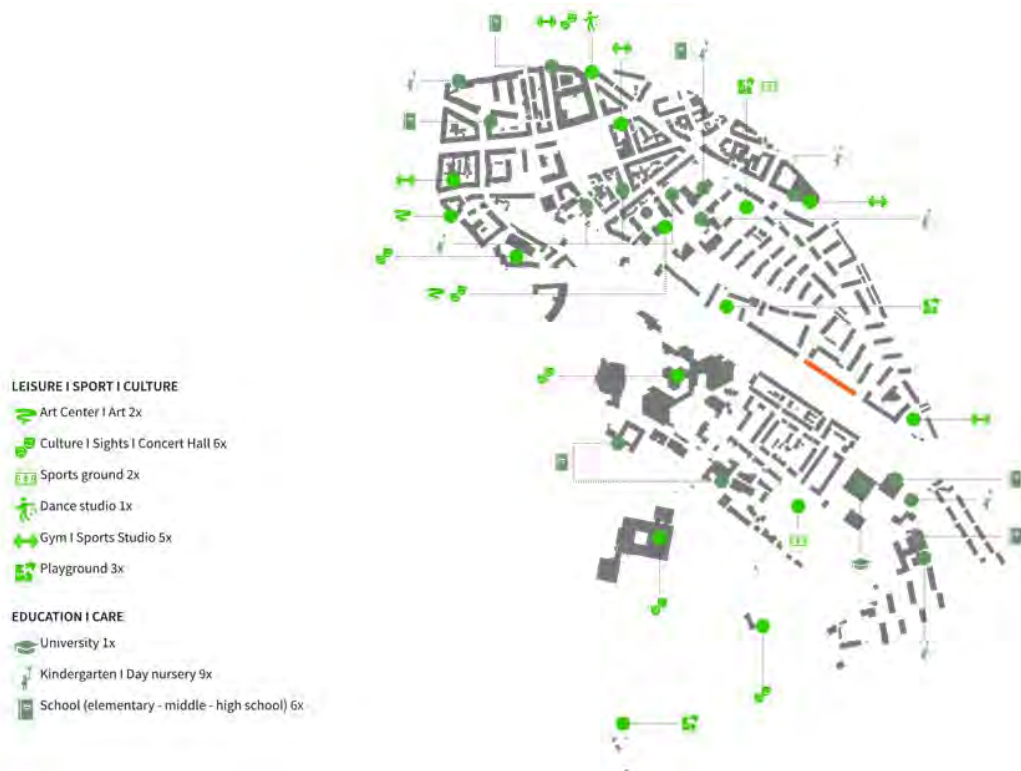 LEISURE I SPORT I CULTURE
Art Center I Art 2x
Culture I Sights I Concert Hall 6x
Sports ground 2x
Dance studio 1x
Gym I Sports Studio 5x
Playground 3x
EDUCATION I CARE
University 1x
Kindergarten I Day nursery 9x
School (elementary - middle - high school) 6x